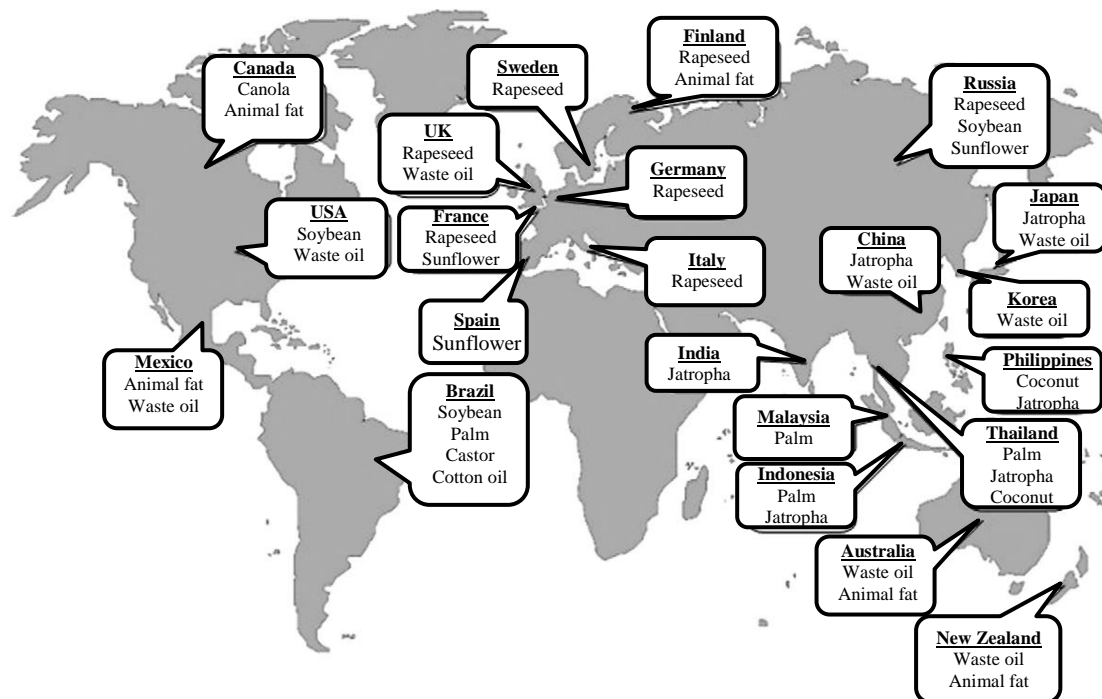 Finland
Rapeseed
Animal fat
Canada
Canola
Animal fat
Sweden
Rapeseed
Russia
Rapeseed
Soybean
Sunflower
UK
Rapeseed
Waste oil
Germany
Rapeseed
Japan
Jatropha
Waste oil
USA
Soybean
Waste oil
France
Rapeseed
Sunflower
Italy
Rapeseed
China
Jatropha
Waste oil
Korea
Waste oil
Spain
Sunflower
Mexico
Animal fat
Waste oil
India
Jatropha
Philippines
Coconut
Jatropha
Brazil
Soybean
Palm
Castor
Cotton oil
Malaysia
Palm
Thailand
Palm
Jatropha
Coconut
Indonesia
Palm
Jatropha
Australia
Waste oil
Animal fat
New Zealand
Waste oil
Animal fat